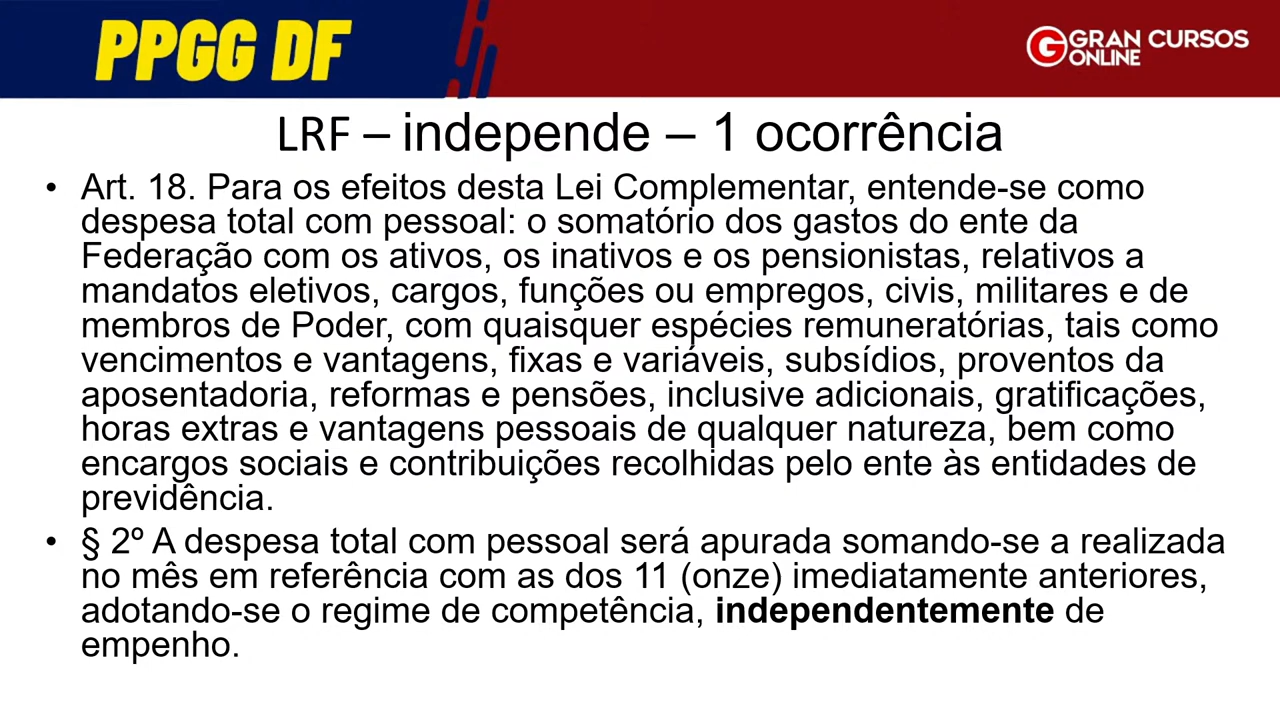 PPGG DF
GRAN CURSOS
ONLINE
LRF – independe – 1 ocorrência
• Art. 18. Para os efeitos desta Lei Complementar, entende-se como
despesa total com pessoal: o somatório dos gastos do ente da
Federação com os ativos, os inativos e os pensionistas, relativos a
mandatos eletivos, cargos, funções ou empregos, civis, militares e de
membros de Poder, com quaisquer espécies remuneratórias, tais como
vencimentos e vantagens, fixas e variáveis, subsídios, proventos da
aposentadoria, reformas e pensões, inclusive adicionais, gratificações,
horas extras e vantagens pessoais de qualquer natureza, bem como
encargos sociais e contribuições recolhidas pelo ente às entidades de
previdência.
• § 2º A despesa total com pessoal será apurada somando-se a realizada
no mês em referência com as dos 11 (onze) imediatamente anteriores,
adotando-se o regime de competência, independentemente de
empenho.